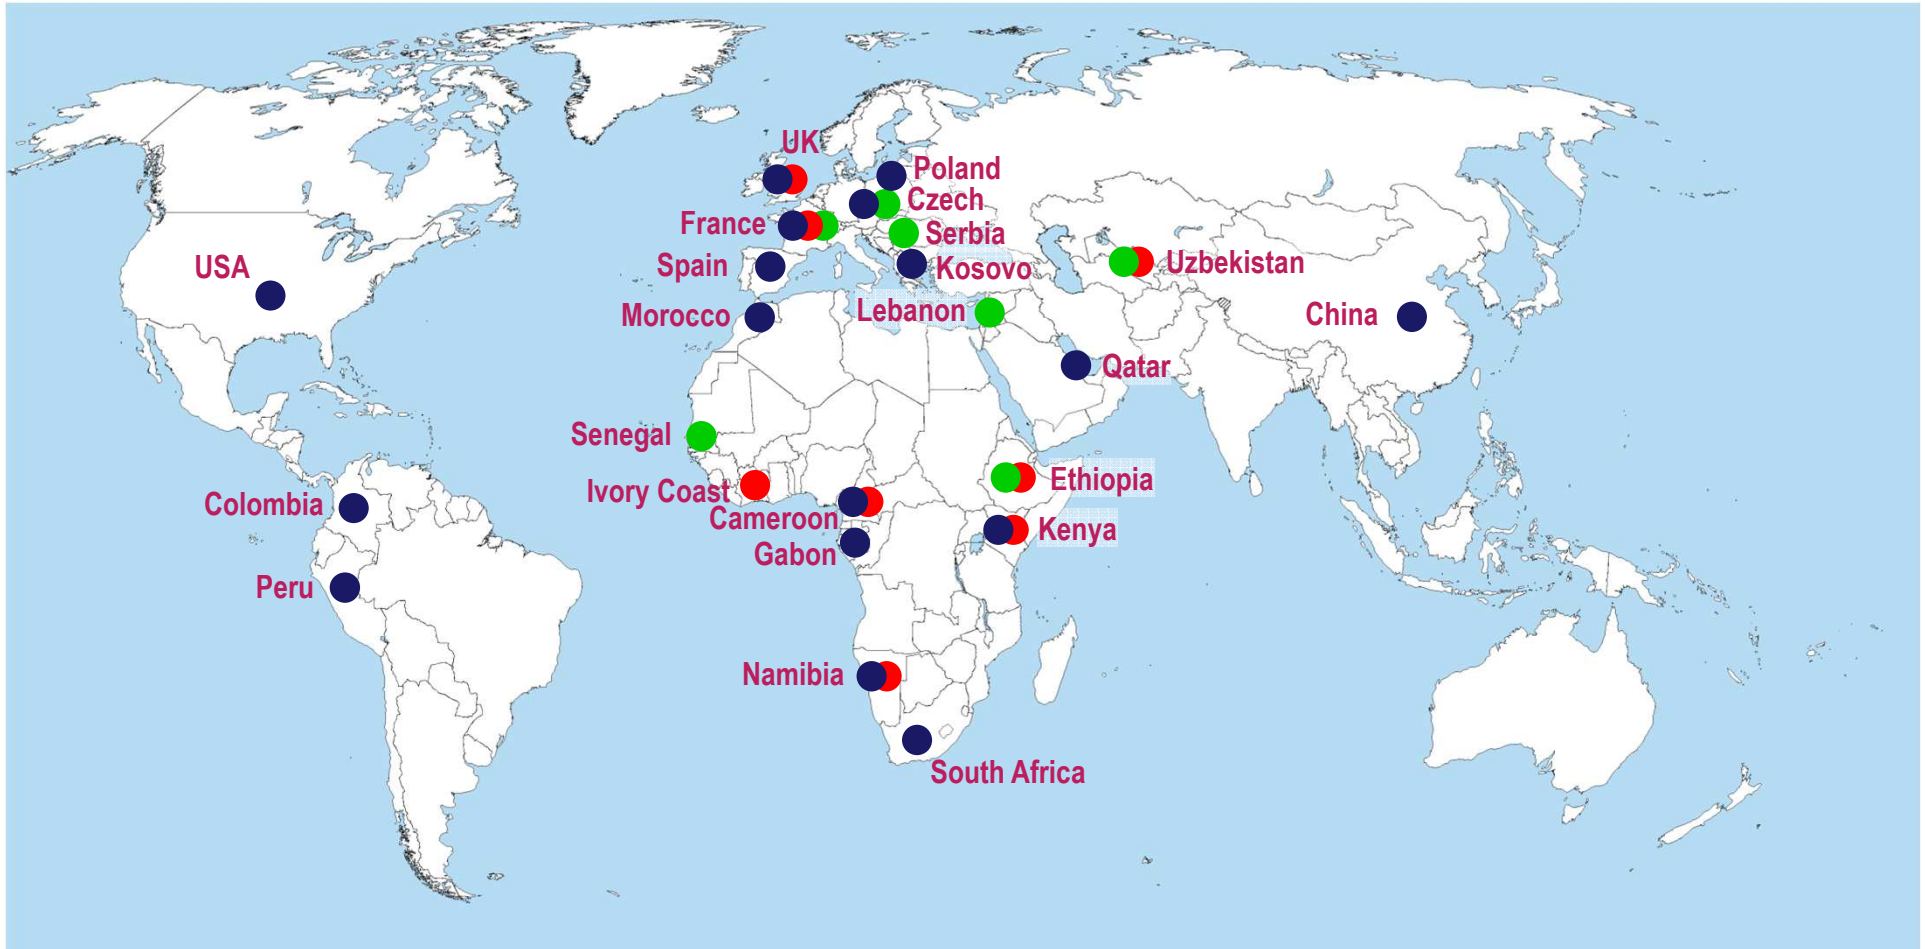 UK
Poland
Czech
France
Serbia
Spain
Kosovo
Uzbekistan
USA
Morocco
Lebanon
China
Qatar
Senegal
Ethiopia
Ivory Coast
Colombia
Cameroon
Kenya
Gabon
Peru
Namibia
South Africa